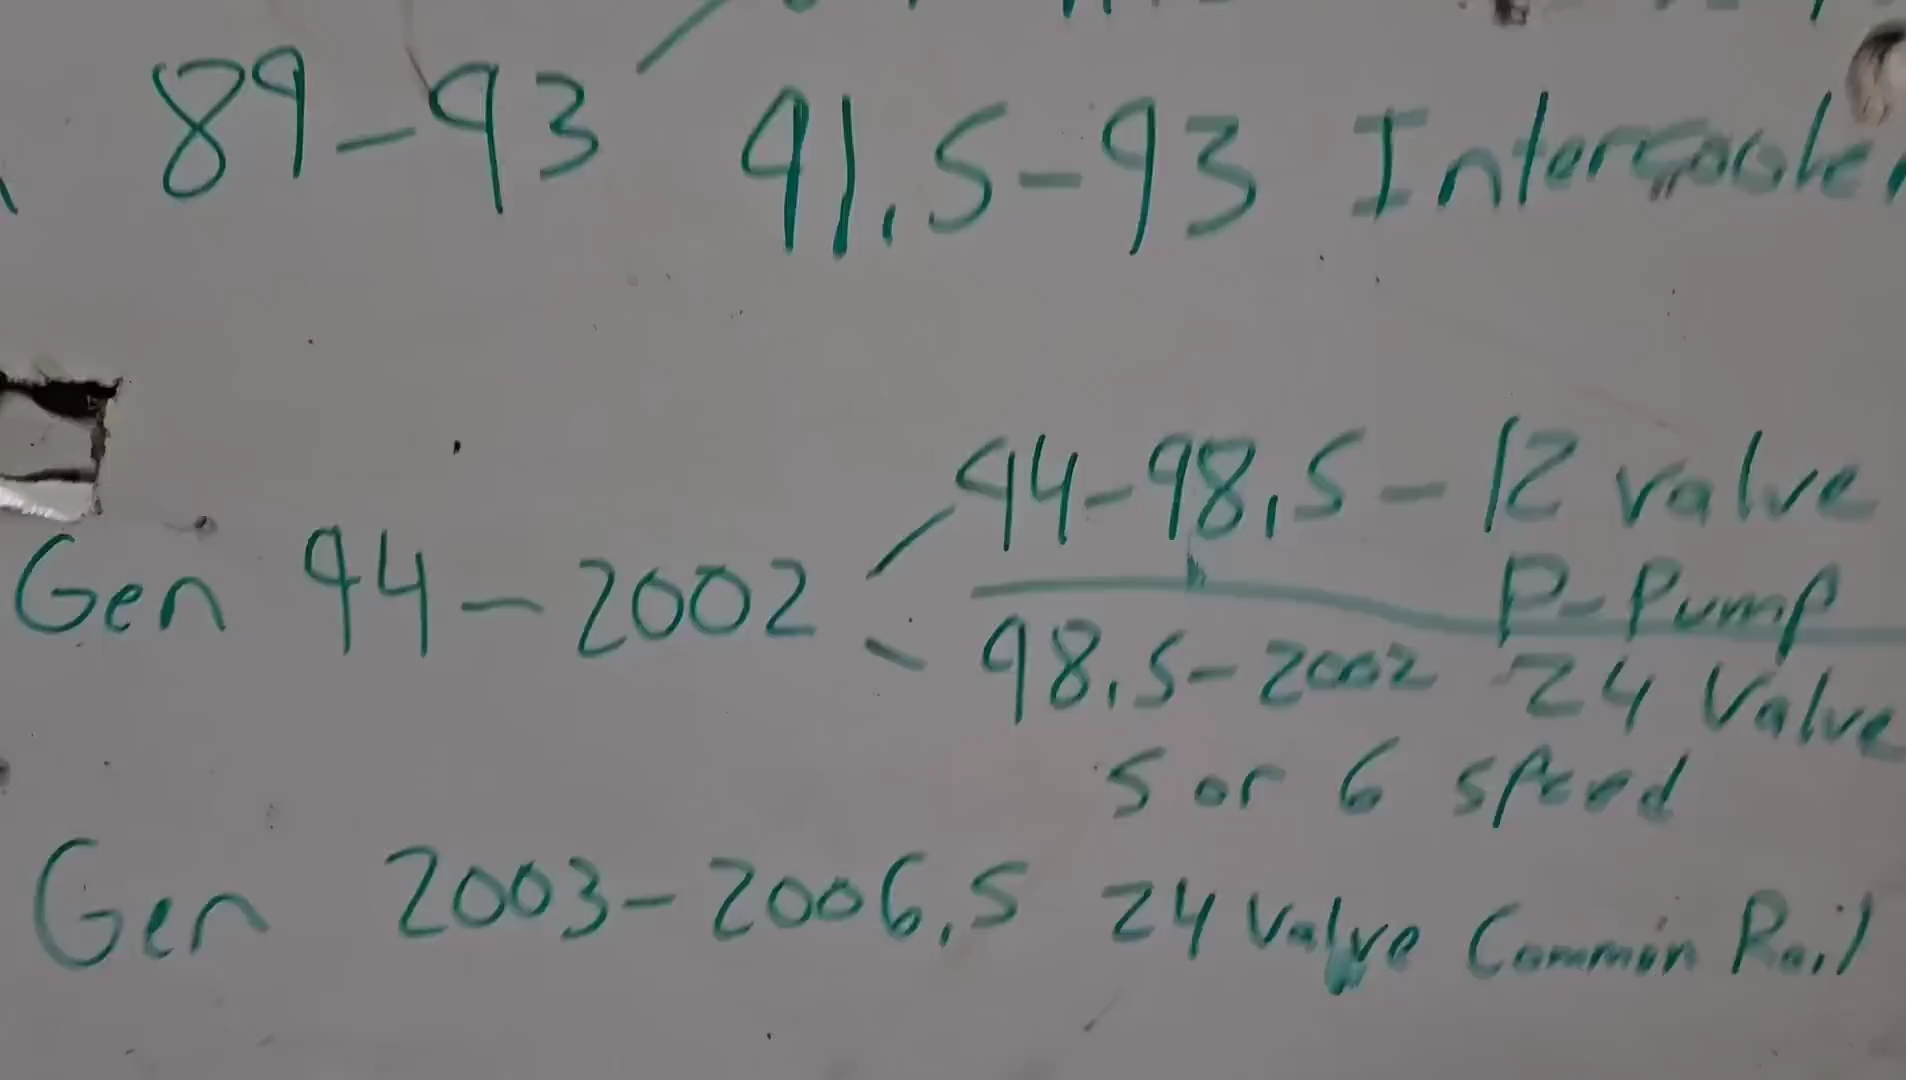 89-93 91.5-93 Intercooler
94-98.5-12 valve
P-Pump
Gen 94-2002
98.5-2002 24 Valve
5 or 6 speed
Gen 2003-2006.5 24 Valve Common Rail